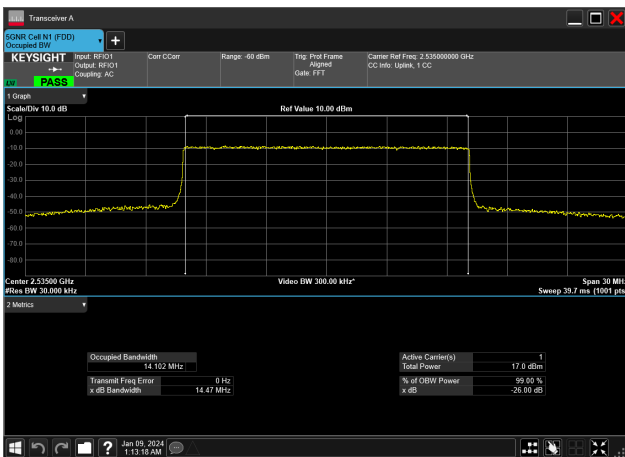 Transceiver A
5GNR Cell N1 (FDD)
Occupied BW
KEYSIGHT
Input: RFIO1
Output: RFIO1
Coupling: AC
Corr CCorr
Range: -60 dBm
Trig: Prot Frame
Aligned
Gate: FFT
Carrier Ref Freq: 2.535000000 GHz
CC Info: Uplink, 1 CC
PASS
1 Graph
Scale/Div 10.0 dB
Ref Value 10.00 dBm
Log
0.00
-10.0
-20.0
-30.0
-40.0
-50.0
-60.0
-70.0
-80.0
Center 2.53500 GHz
Video BW 300.00 kHz*
Span 30 MHz
#Res BW 30.000 kHz
Sweep 39.7 ms (1001 pts
2 Metrics
Occupied Bandwidth
14.102 MHz
Transmit Freq Error 0 Hz
x dB Bandwidth 14.47 MHz
Active Carrier(s) 1
Total Power 17.0 dBm
% of OBW Power 99.00 %
x dB -26.00 dB
Jan 09, 2024
1:13:18 AM